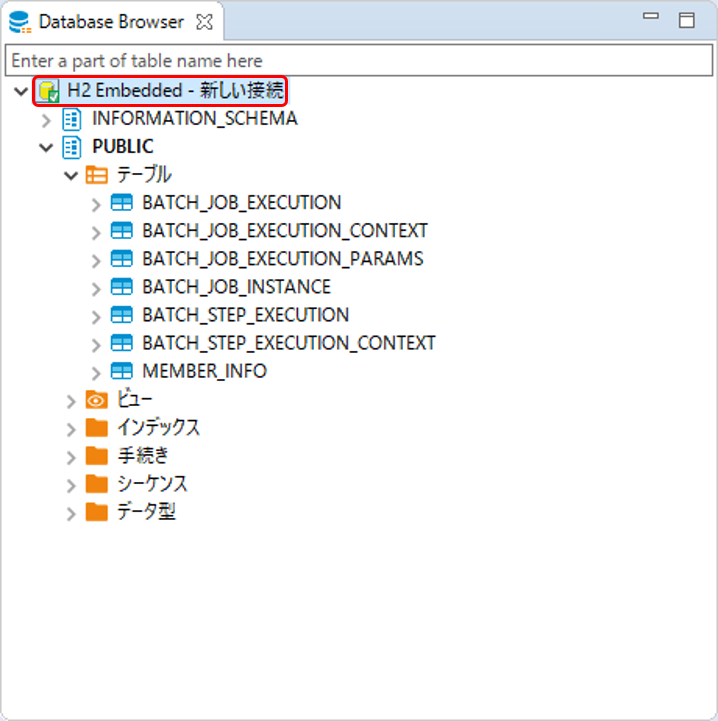 Database Browser
Enter a part of table name here
H2 Embedded - 新しい接続
INFORMATION_SCHEMA
PUBLIC
テーブル
BATCH_JOB_EXECUTION
BATCH_JOB_EXECUTION_CONTEXT
BATCH_JOB_EXECUTION_PARAMS
BATCH_JOB_INSTANCE
BATCH_STEP_EXECUTION
BATCH_STEP_EXECUTION_CONTEXT
MEMBER_INFO
ビュー
インデックス
手続き
シーケンス
データ型